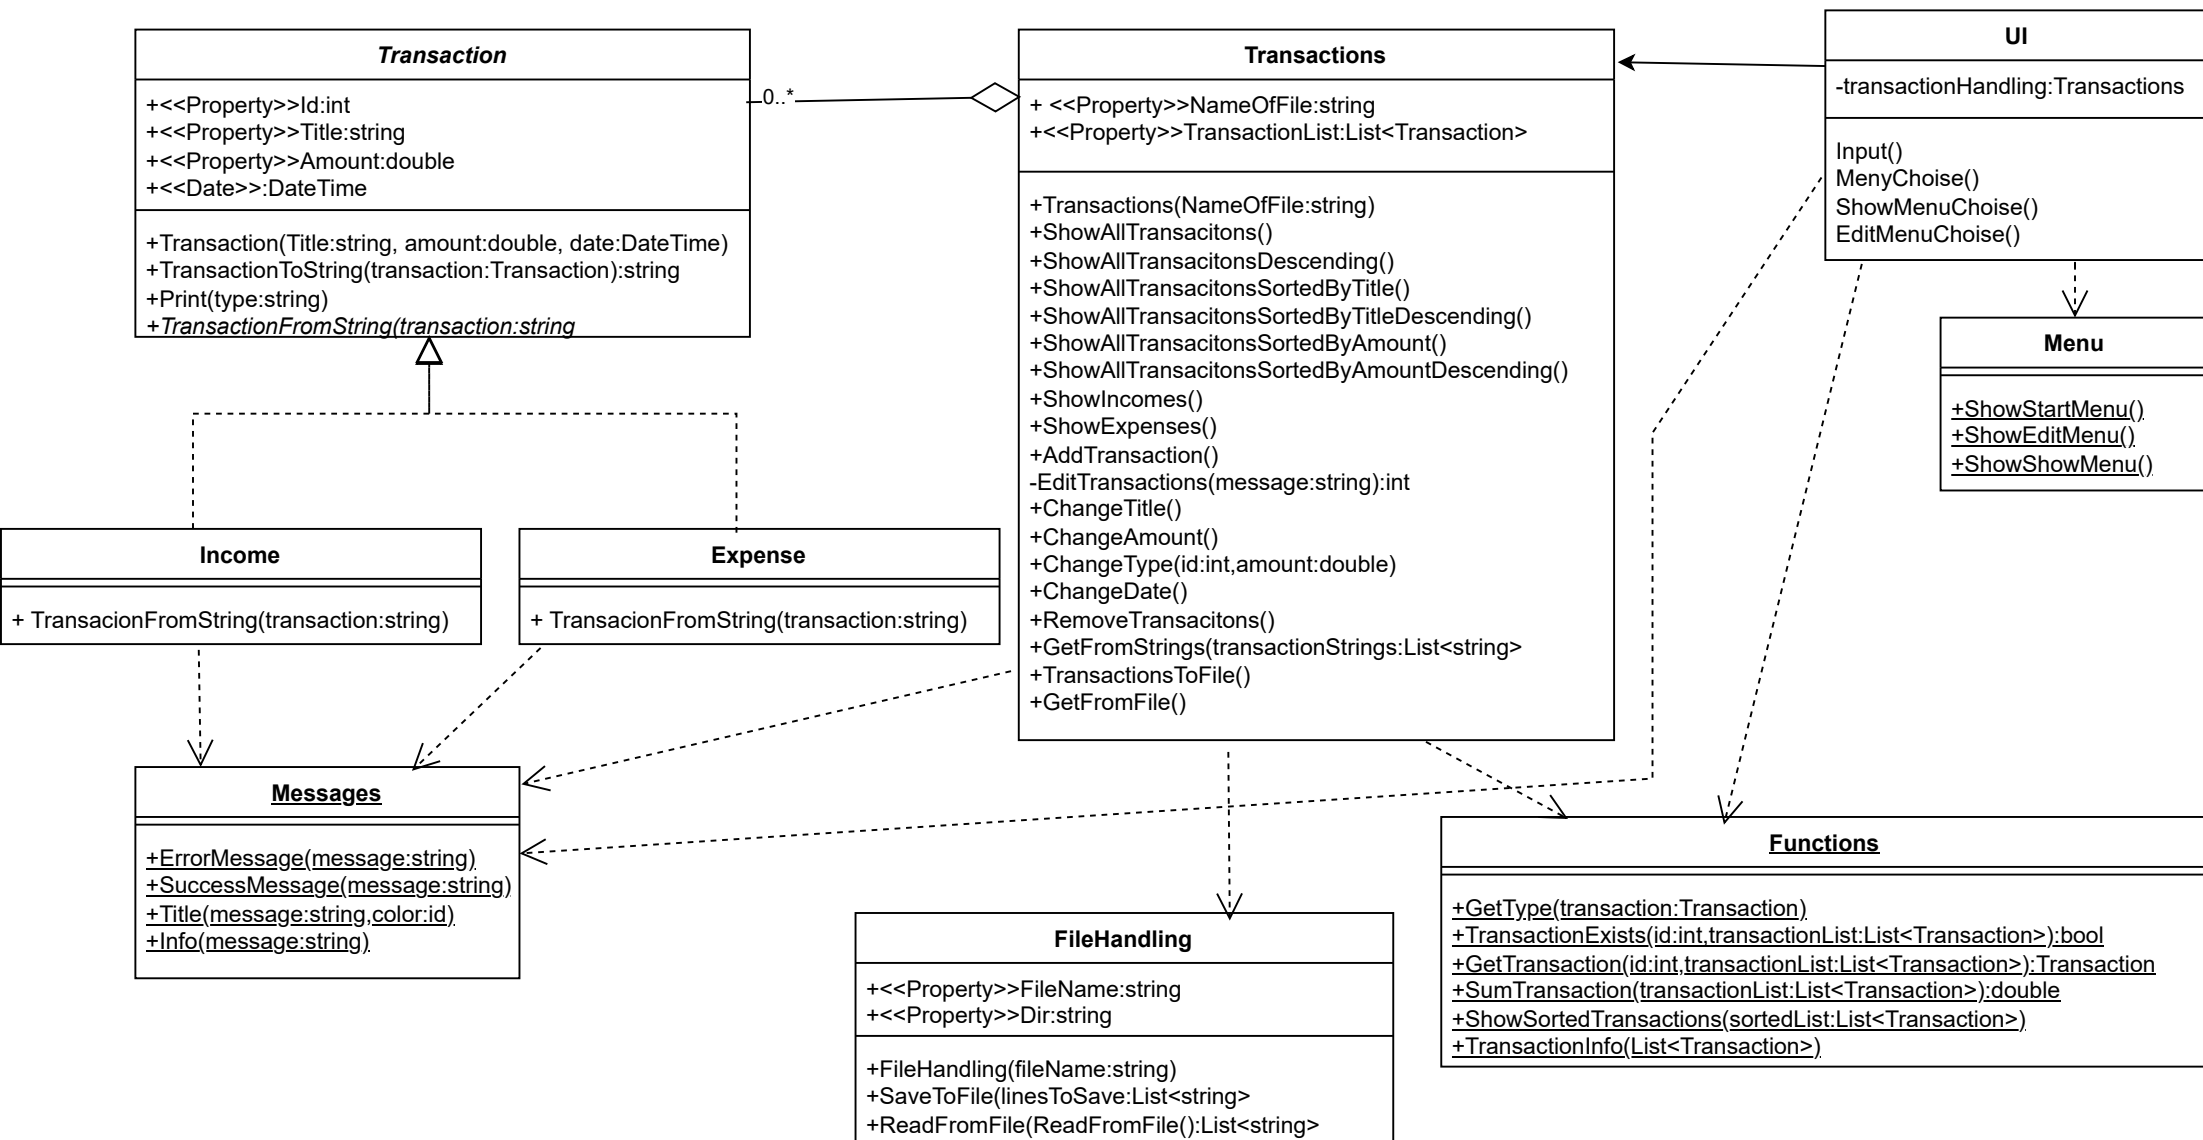 Transaction
+<<Property>>Id:int
+<<Property>>Title:string
+<<Property>>Amount:double
+<<Date>>:DateTime
+Transaction(Title:string, amount:double, date:DateTime)
+TransactionToString(transaction:Transaction):string
+Print(type:string)
+TransactionFromString(transaction:string
0..*
Transactions
+ <<Property>>NameOfFile:string
+<<Property>>TransactionList:List<Transaction>
+Transactions(NameOfFile:string)
+ShowAllTransacitons()
+ShowAllTransacitonsDescending()
+ShowAllTransacitonsSortedByTitle()
+ShowAllTransacitonsSortedByTitleDescending()
+ShowAllTransacitonsSortedByAmount()
+ShowAllTransacitonsSortedByAmountDescending()
+ShowIncomes()
+ShowExpenses()
+AddTransaction()
-EditTransactions(message:string):int
+ChangeTitle()
+ChangeAmount()
+ChangeType(id:int,amount:double)
+ChangeDate()
+RemoveTransacitons()
+GetFromStrings(transactionStrings:List<string>
+TransactionsToFile()
+GetFromFile()
UI
-transactionHandling:Transactions
Input()
MenyChoise()
ShowMenuChoise()
EditMenuChoise()
Menu
+ShowStartMenu()
+ShowEditMenu()
+ShowShowMenu()
Income
+ TransacionFromString(transaction:string)
Expense
+ TransacionFromString(transaction:string)
Messages
+ErrorMessage(message:string)
+SuccessMessage(message:string)
+Title(message:string,color:id)
+Info(message:string)
FileHandling
+<<Property>>FileName:string
+<<Property>>Dir:string
+FileHandling(fileName:string)
+SaveToFile(linesToSave:List<string>
+ReadFromFile(ReadFromFile():List<string>
Functions
+GetType(transaction:Transaction)
+TransactionExists(id:int,transactionList:List<Transaction>):bool
+GetTransaction(id:int,transactionList:List<Transaction>):Transaction
+SumTransaction(transactionList:List<Transaction>):double
+ShowSortedTransactions(sortedList:List<Transaction>)
+TransactionInfo(List<Transaction>)